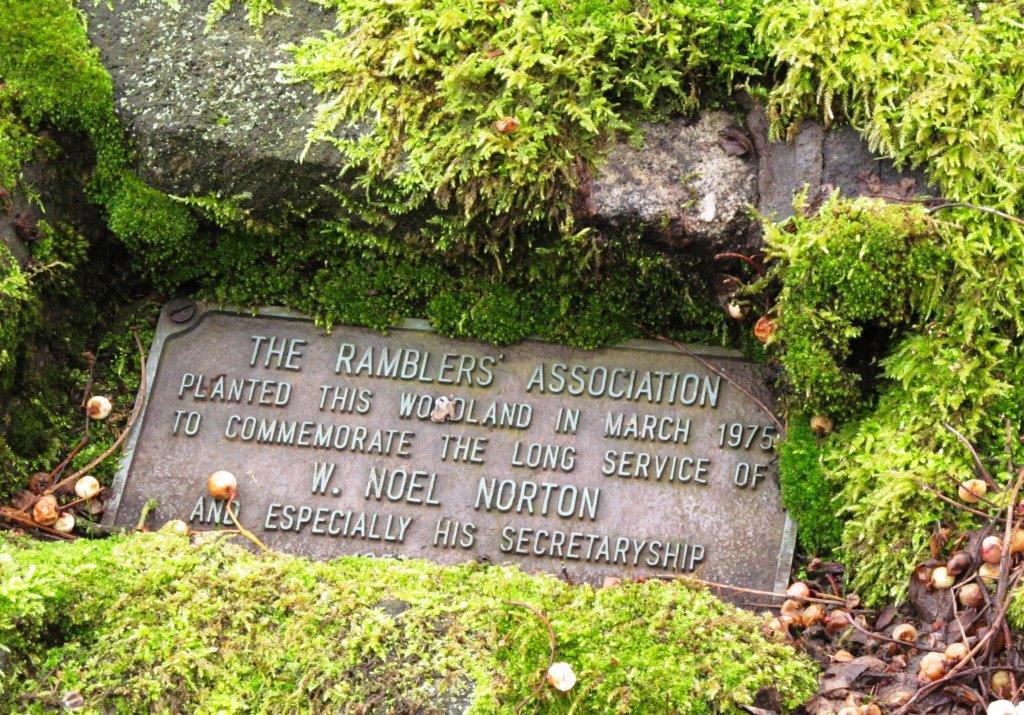 THE RAMBLERS' ASSOCIATION
PLANTED THIS WOODLAND IN MARCH 1975
TO COMMEMORATE THE LONG SERVICE OF
W. NOEL NORTON
AND ESPECIALLY HIS SECRETARYSHIP